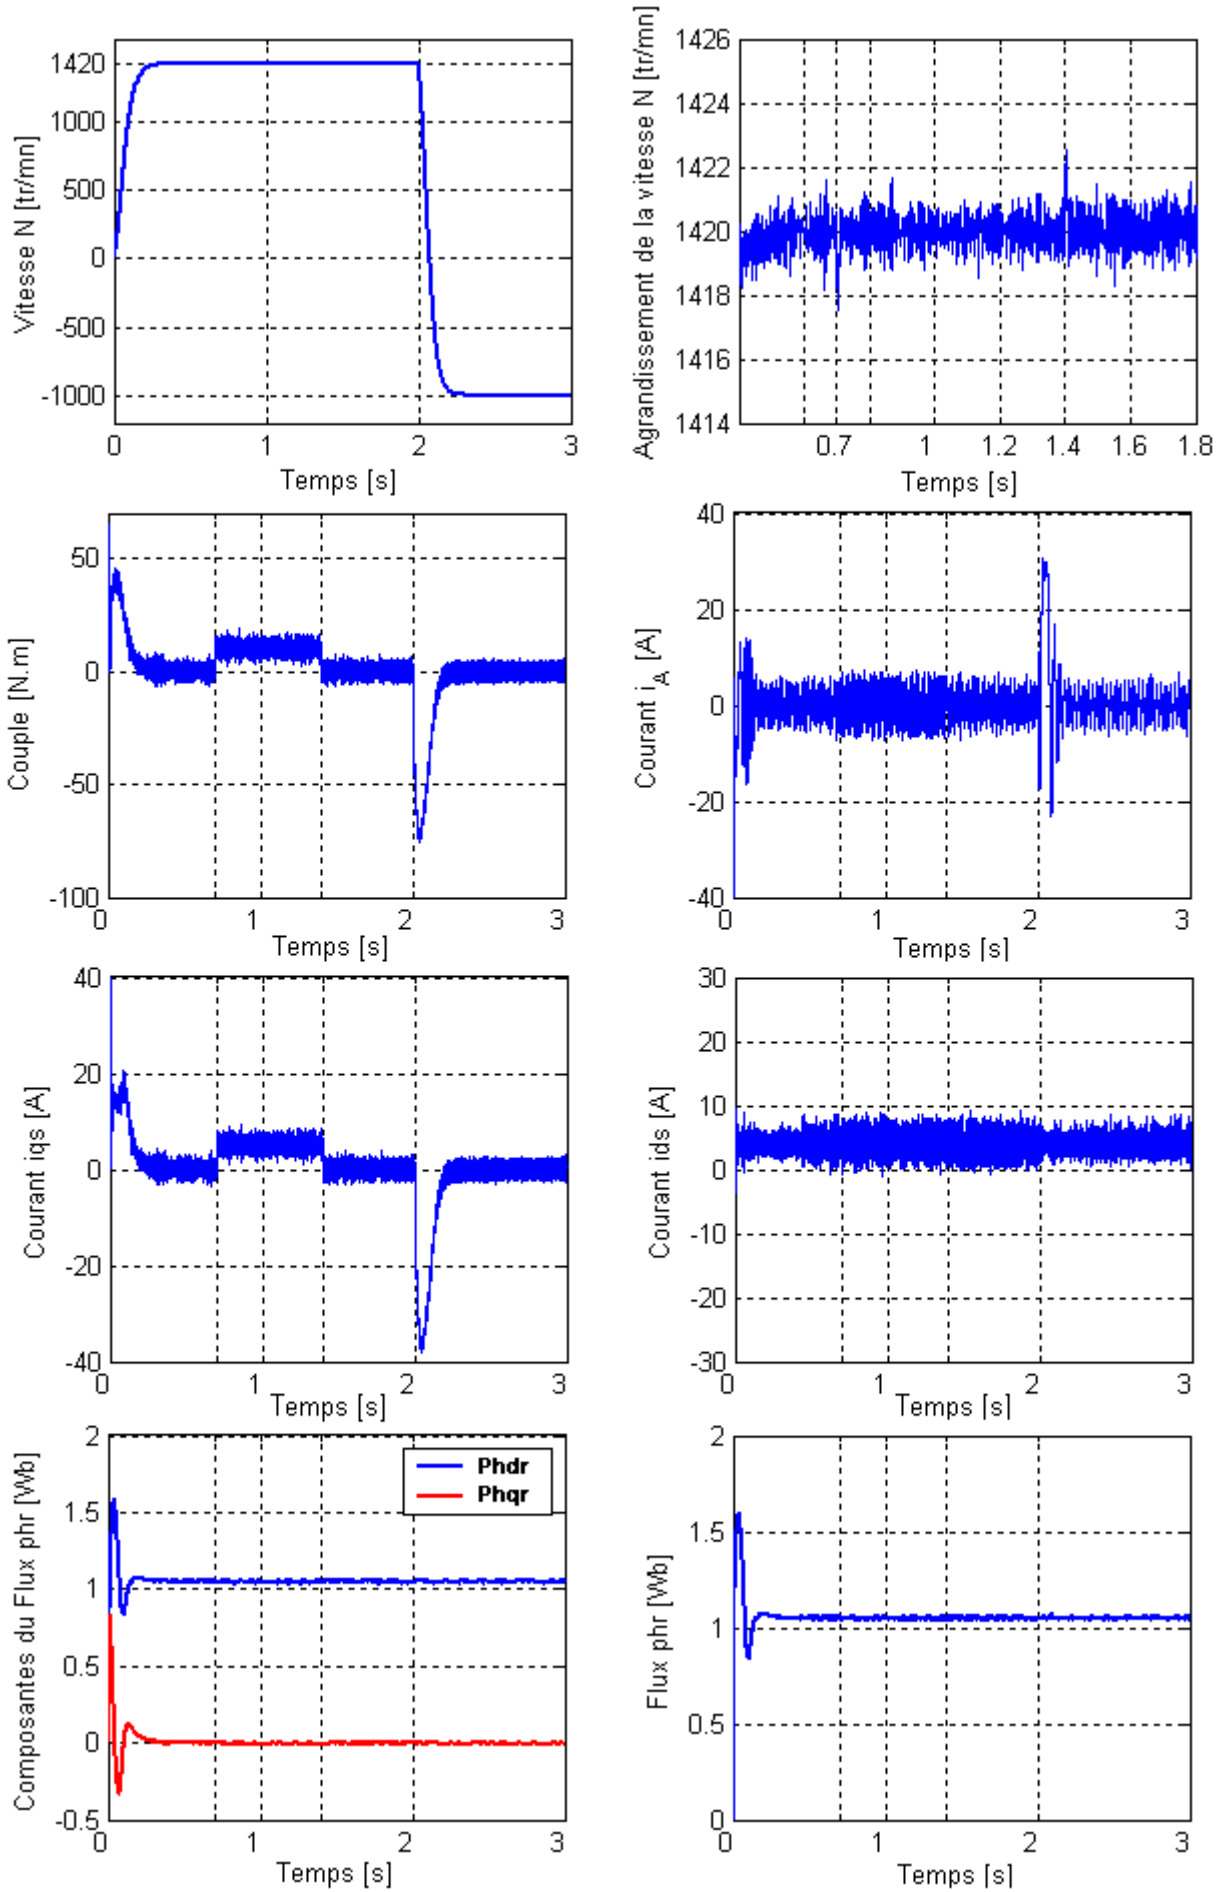 Vitesse N [tr/mn]
1420
1000
500
0
-500
-1000
0 1 2 3
Temps [s]
Agrandissement de la vitesse N [tr/mn]
1426
1424
1422
1420
1418
1416
1414
0.7 1 1.2 1.4 1.6 1.8
Temps [s]
Couple [N.m]
50
0
-50
-100
0 1 2 3
Temps [s]
Courant iA [A]
40
20
0
-20
-40
0 1 2 3
Temps [s]
Courant iqs [A]
40
20
0
-20
-40
0 1 2 3
Temps [s]
Courant ids [A]
30
20
10
0
-10
-20
-30
0 1 2 3
Temps [s]
Composantes du Flux phr [Wb]
2
1.5
1
0.5
0
-0.5
Phdr
Phqr
0 1 2 3
Temps [s]
Flux phr [Wb]
2
1.5
1
0.5
0
0 1 2 3
Temps [s]